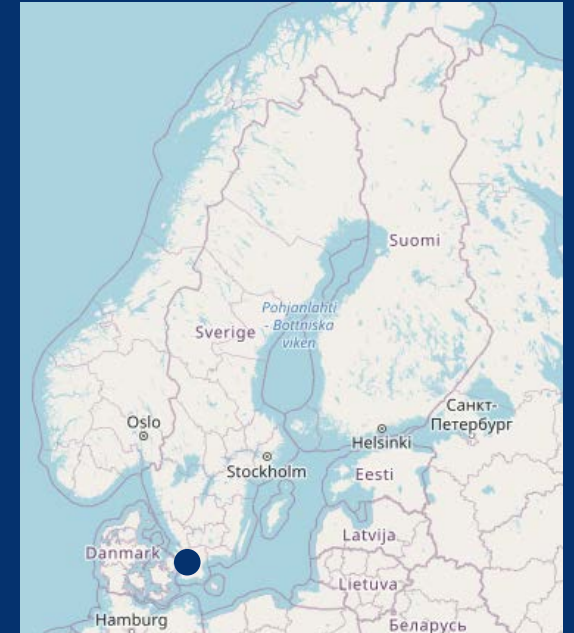 Suomi
Pohjanlahti
- Bottniska
viken
Sverige
Санкт-
Петербург
Oslo
Helsinki
Stockholm
Eesti
Latvija
Danmark
Lietuva
Hamburg
Беларусь